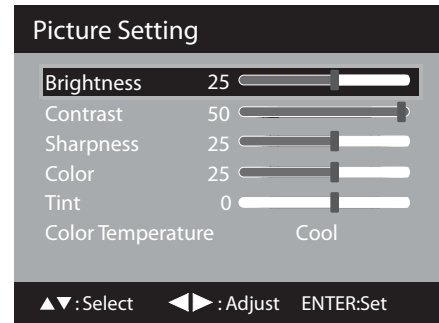 Picture Setting
Brightness 25
Contrast 50
Sharpness 25
Color 25
Tint 0
Color Temperature Cool
▲▼: Select ◀▶: Adjust ENTER:Set